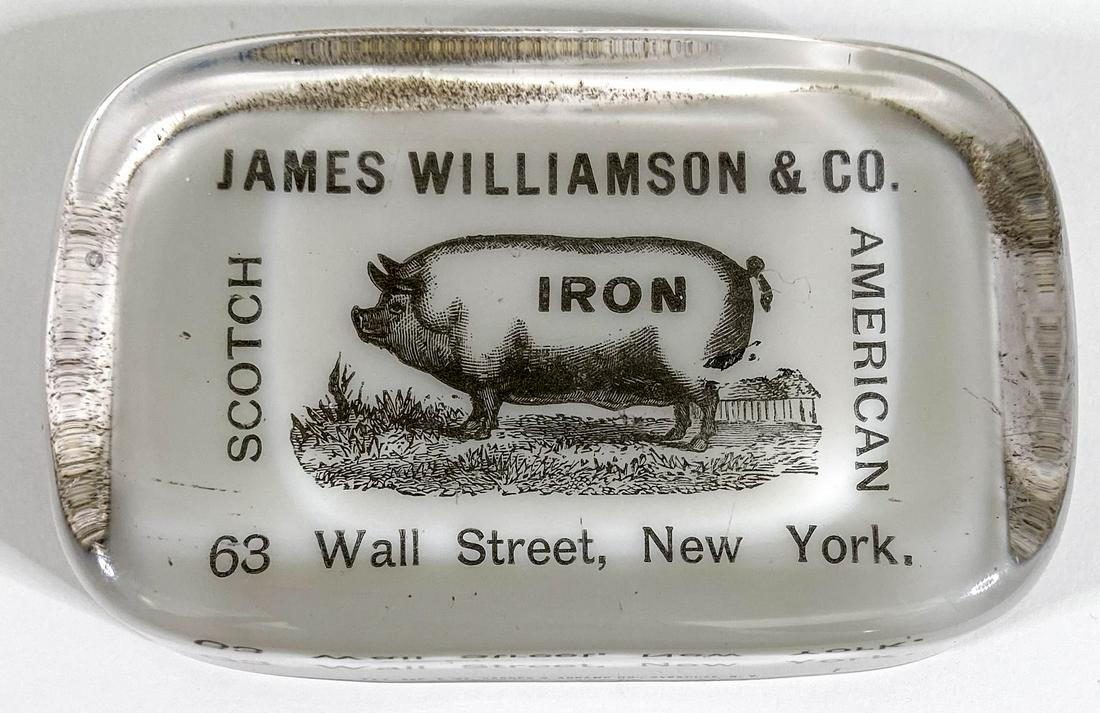 JAMES WILLIAMSON & CO.
SCOTCH
IRON
AMERICAN
63 Wall Street, New York.